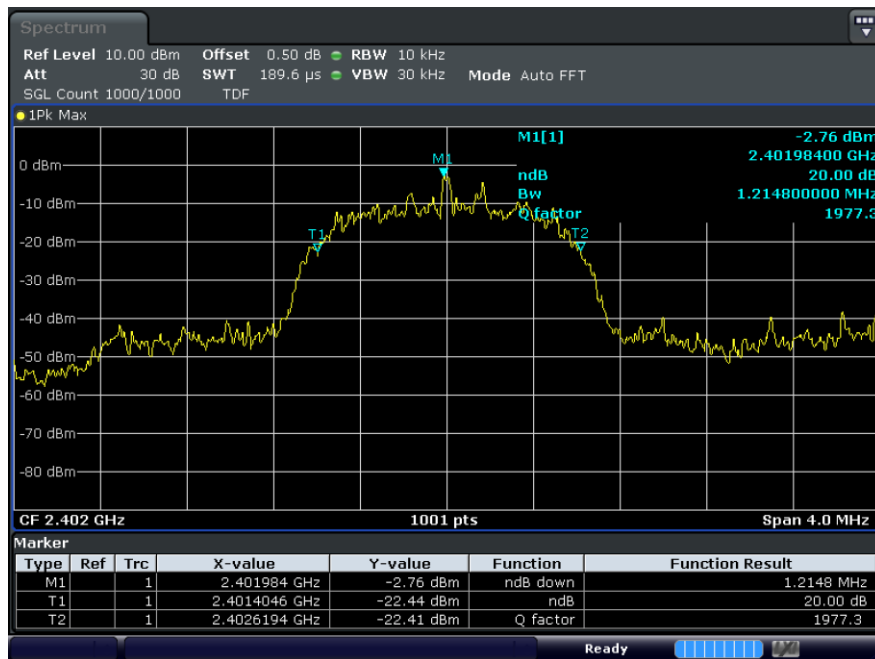 Spectrum
Ref Level 10.00 dBm Offset 0.50 dB RBW 10 kHz
Att 30 dB SWT 189.6 µs VBW 30 kHz Mode Auto FFT
SGL Count 1000/1000 TDF
1Pk Max
M1[1] -2.76 dBm
2.40198400 GHz
ndB 20.00 dB
Bw 1.214800000 MHz
Q factor 1977.3
M1
T1
T2
0 dBm
-10 dBm
-20 dBm
-30 dBm
-40 dBm
-50 dBm
-60 dBm
-70 dBm
-80 dBm
CF 2.402 GHz 1001 pts Span 4.0 MHz
Marker
Type Ref Trc X-value Y-value Function Function Result
M1 1 2.401984 GHz -2.76 dBm ndB down 1.2148 MHz
T1 1 2.4014046 GHz -22.44 dBm ndB 20.00 dB
T2 1 2.4026194 GHz -22.41 dBm Q factor 1977.3
Ready